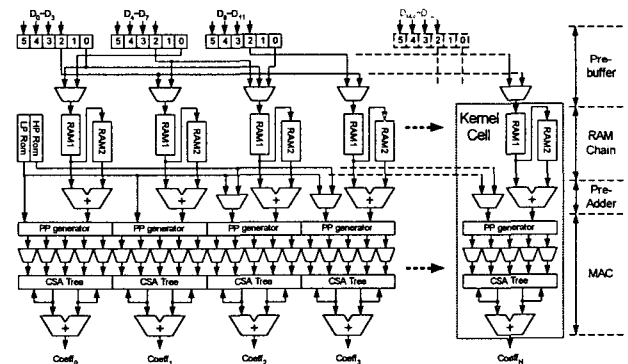 D₀-D₃ D₄-D₇ D₈-D₁₁
5 4 3 2 1 0 5 4 3 2 1 0 5 4 3 2 1 0 5 4 3 2 1 0
Pre-buffer
LP Rom HP Rom RAM1 RAM2 RAM1 RAM2 RAM1 RAM2 RAM1 RAM2 Kernel Cell RAM1 RAM2
RAM Chain
+ + + + +
Pre-Adder
PP generator PP generator PP generator PP generator PP generator
CSA Tree CSA Tree CSA Tree CSA Tree CSA Tree
MAC
+ + + + +
Coeff₀ Coeff₁ Coeff₂ Coeff₃ Coeff_N